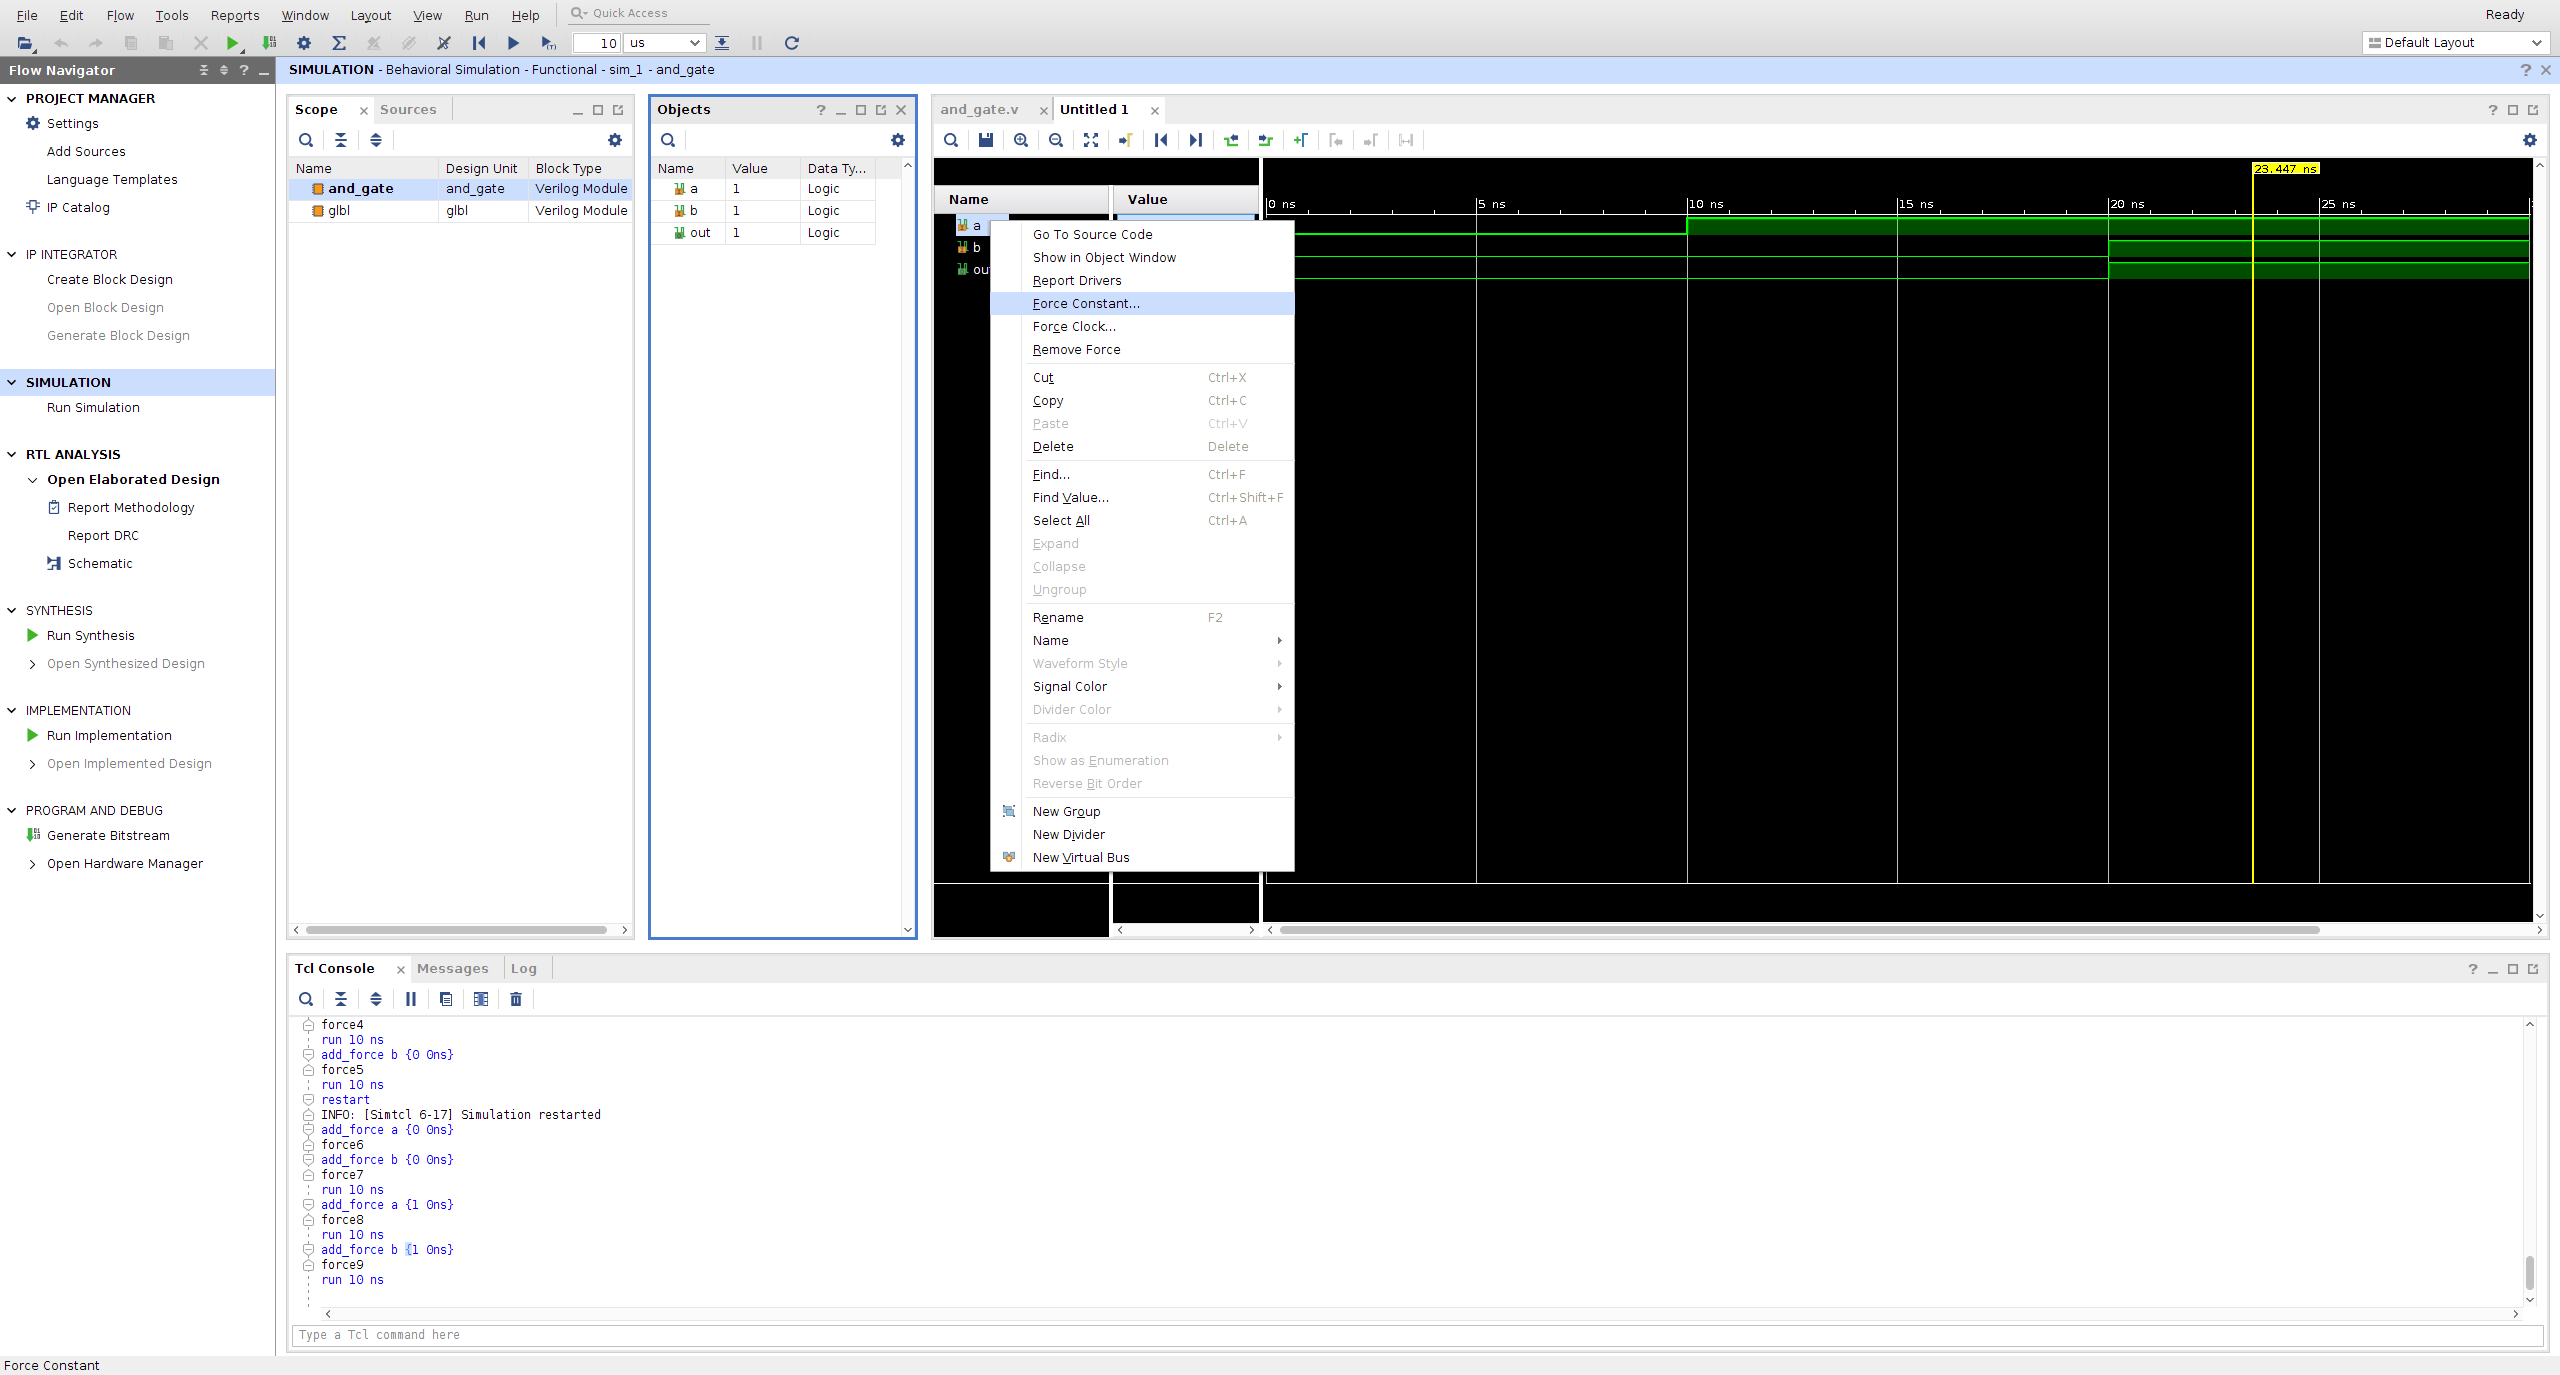 File Edit Flow Tools Reports Window Layout View Run Help Quick Access Ready
10 us Default Layout
Flow Navigator
SIMULATION - Behavioral Simulation - Functional - sim_1 - and_gate
PROJECT MANAGER
Settings
Add Sources
Language Templates
IP Catalog
IP INTEGRATOR
Create Block Design
Open Block Design
Generate Block Design
SIMULATION
Run Simulation
RTL ANALYSIS
Open Elaborated Design
Report Methodology
Report DRC
Schematic
SYNTHESIS
Run Synthesis
Open Synthesized Design
IMPLEMENTATION
Run Implementation
Open Implemented Design
PROGRAM AND DEBUG
Generate Bitstream
Open Hardware Manager
Scope Sources
Name Design Unit Block Type
and_gate and_gate Verilog Module
glbl glbl Verilog Module
Objects
Name Value Data Ty...
a 1 Logic
b 1 Logic
out 1 Logic
and_gate.v Untitled 1
23.447 ns
Name Value
0 ns 5 ns 10 ns 15 ns 20 ns 25 ns
a
b
ou
Go To Source Code
Show in Object Window
Report Drivers
Force Constant...
Force Clock...
Remove Force
Cut Ctrl+X
Copy Ctrl+C
Paste Ctrl+V
Delete Delete
Find... Ctrl+F
Find Value... Ctrl+Shift+F
Select All Ctrl+A
Expand
Collapse
Ungroup
Rename F2
Name
Waveform Style
Signal Color
Divider Color
Radix
Show as Enumeration
Reverse Bit Order
New Group
New Divider
New Virtual Bus
Tcl Console Messages Log
force4
run 10 ns
add_force b {0 0ns}
force5
run 10 ns
restart
INFO: [Simtcl 6-17] Simulation restarted
add_force a {0 0ns}
force6
add_force b {0 0ns}
force7
run 10 ns
add_force a {1 0ns}
force8
run 10 ns
add_force b {1 0ns}
force9
run 10 ns
Type a Tcl command here
Force Constant